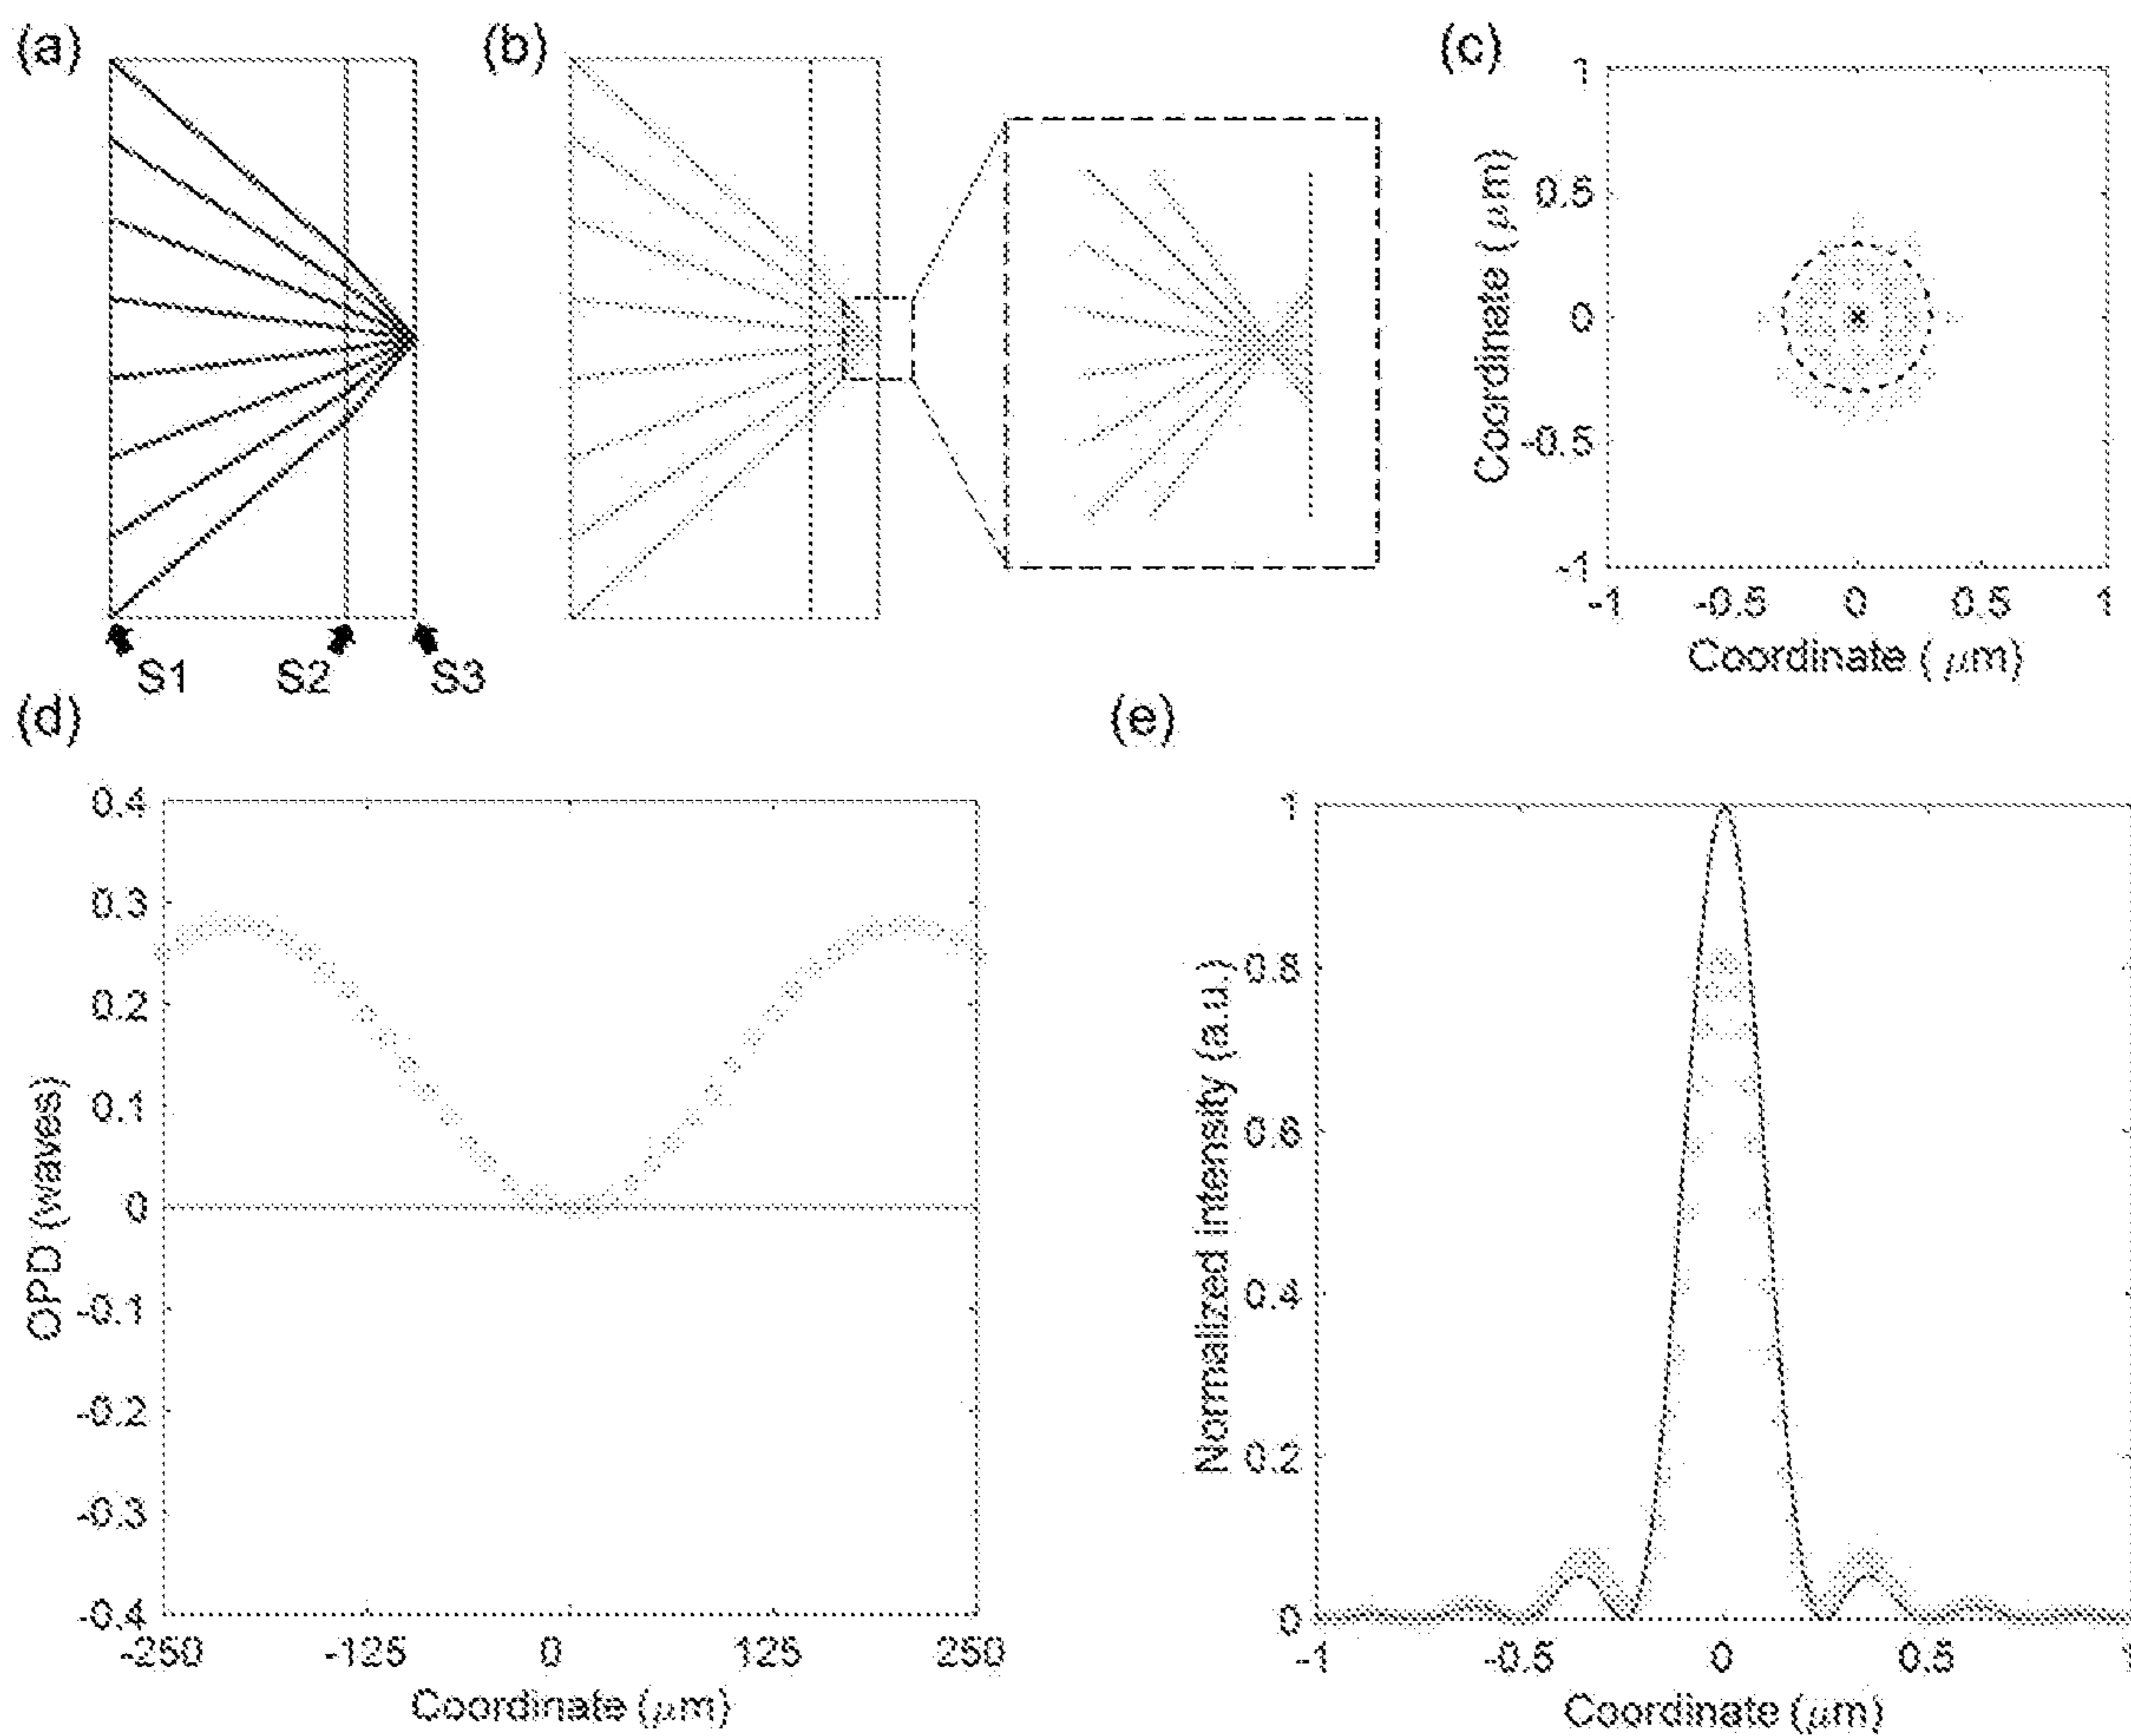 (a)
S1
S2
S3
(b)
(c)
1
0.5
0
-0.5
-1
-1
-0.5
0
0.5
1
Coordinate (μm)
Coordinate (μm)
(d)
0.4
0.3
0.2
0.1
0
-0.1
-0.2
-0.3
-0.4
-250
-125
0
125
250
OPD (waves)
Coordinate (μm)
(e)
1
0.8
0.6
0.4
0.2
0
-1
-0.5
0
0.5
1
Normalized intensity (a.u.)
Coordinate (μm)